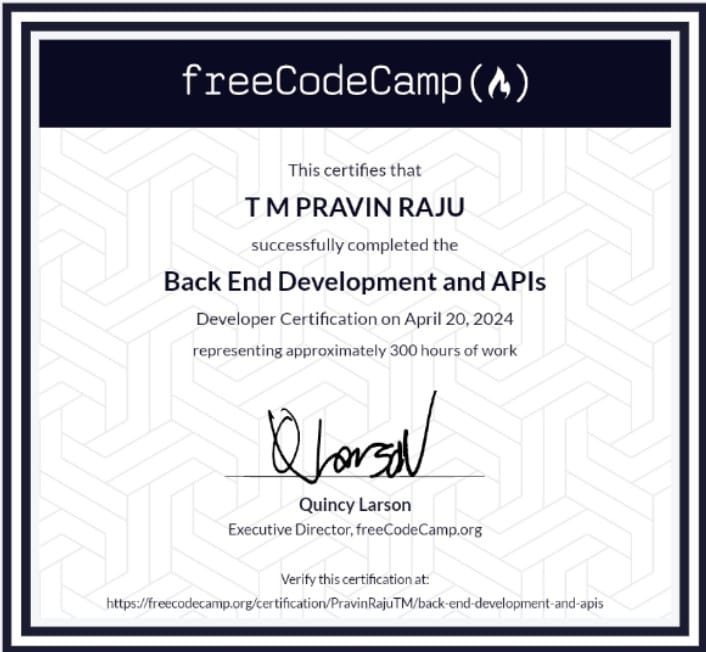 freeCodeCamp(🔥)
This certifies that
T M PRAVIN RAJU
successfully completed the
Back End Development and APIs
Developer Certification on April 20, 2024
representing approximately 300 hours of work
Q Larson
Quincy Larson
Executive Director, freeCodeCamp.org
Verify this certification at:
https://freecodecamp.org/certification/PravinRajuTM/back-end-development-and-apis